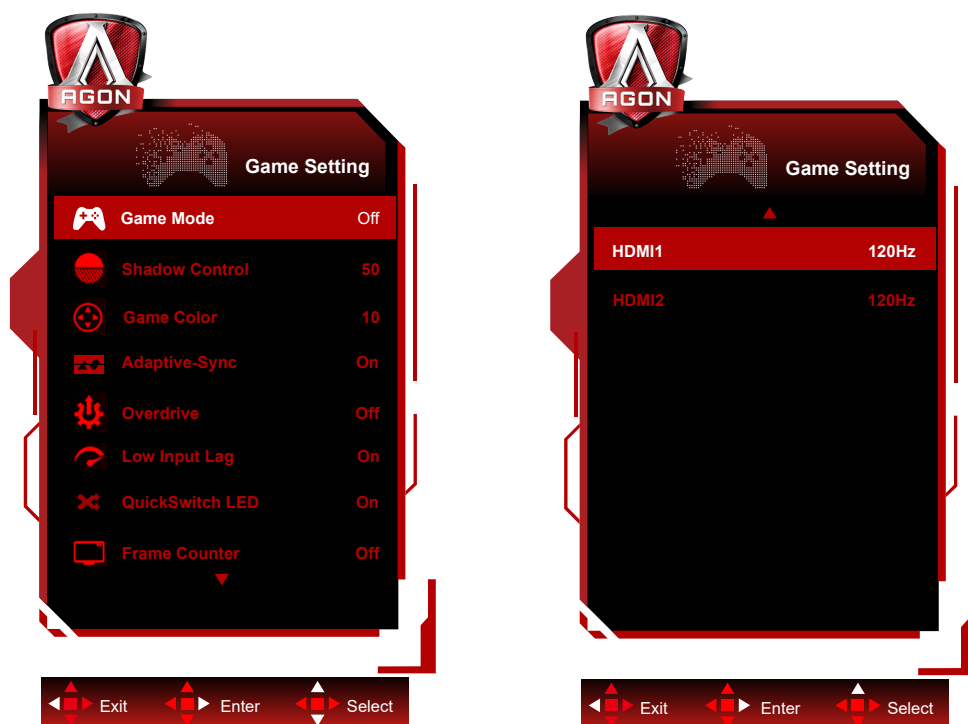 AGON
Game Setting
Game Mode Off
Shadow Control 50
Game Color 10
Adaptive-Sync On
Overdrive Off
Low Input Lag On
QuickSwitch LED On
Frame Counter Off
Exit Enter Select
AGON
Game Setting
HDMI1 120Hz
HDMI2 120Hz
Exit Enter Select